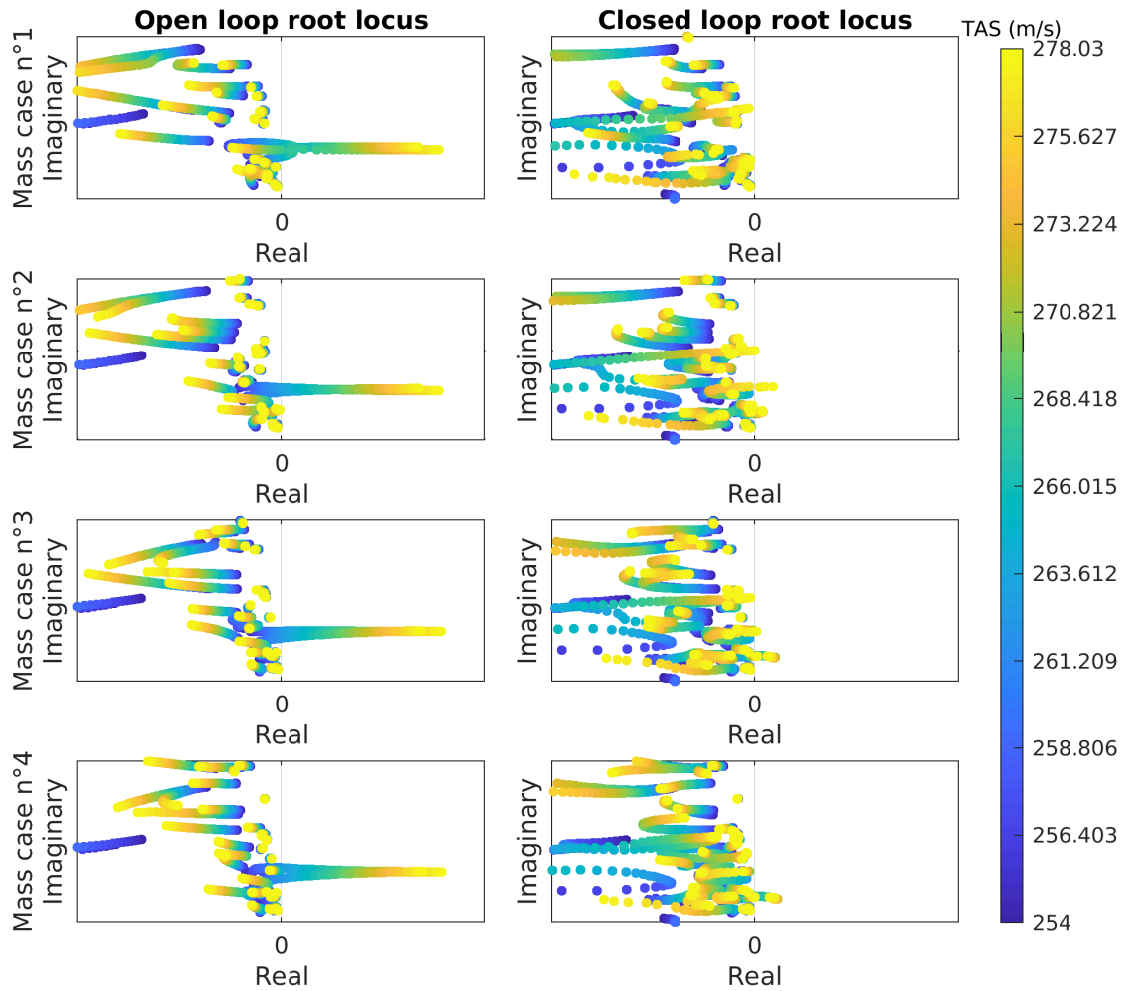 Open loop root locus
Closed loop root locus
TAS (m/s)
Mass case n°1
Imaginary
0
Real
Imaginary
0
Real
Mass case n°2
Imaginary
0
Real
Imaginary
0
Real
Mass case n°3
Imaginary
0
Real
Imaginary
0
Real
Mass case n°4
Imaginary
0
Real
Imaginary
0
Real
278.03
275.627
273.224
270.821
268.418
266.015
263.612
261.209
258.806
256.403
254